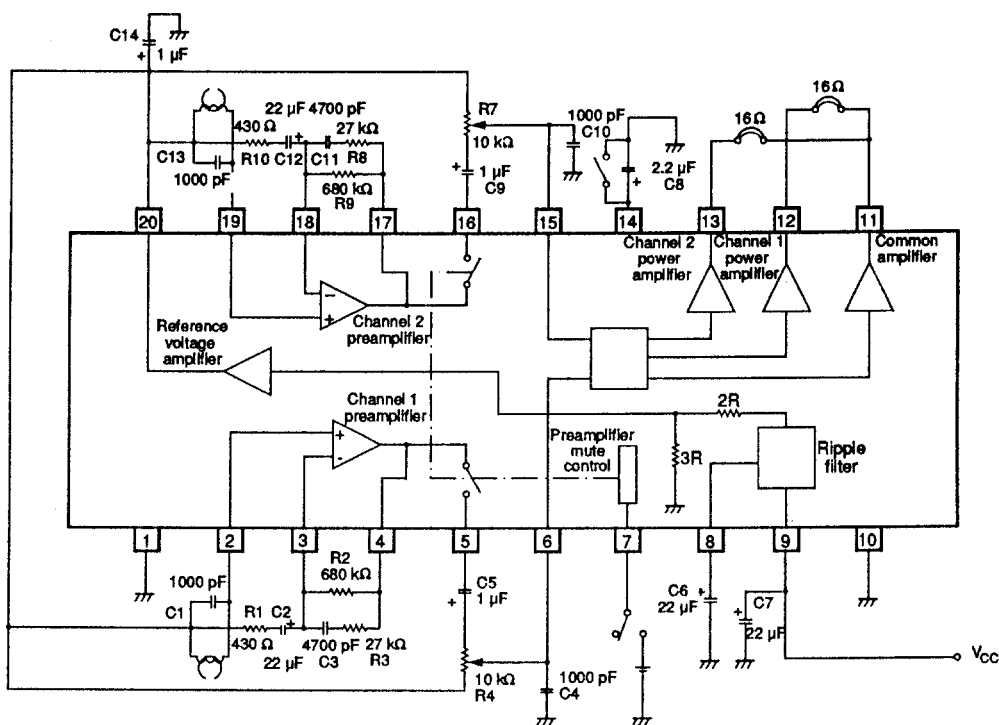 C14
+
1 µF
22 µF 4700 pF
430 Ω
27 kΩ
C13
R10
C12
C11
R8
1000 pF
680 kΩ
R9
R7
10 kΩ
+
1 µF
C9
1000 pF
C10
2.2 µF
+
C8
16Ω
16Ω
20
19
18
17
16
15
14
13
12
11
Channel 2
power
amplifier
Channel 1
power
amplifier
Common
amplifier
−
+
Channel 2
preamplifier
Reference
voltage
amplifier
Channel 1
preamplifier
+
-
Preamplifier
mute
control
2R
3R
Ripple
filter
1
2
3
4
5
6
7
8
9
10
1000 pF
C1
R1
C2
+
430 Ω
22 µF
R2
680 kΩ
4700 pF
C3
27 kΩ
R3
C5
+
1 µF
10 kΩ
R4
1000 pF
C4
C6
+
22 µF
C7
+
22 µF
VCC